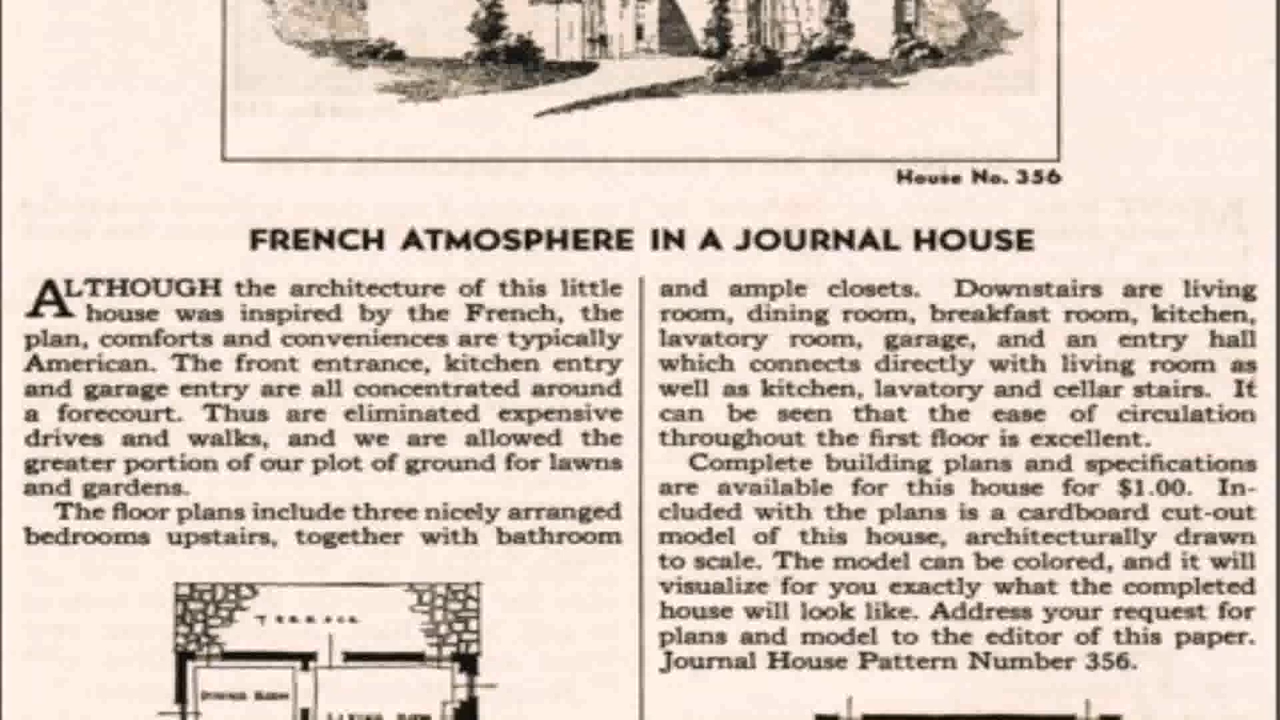 House No. 356
FRENCH ATMOSPHERE IN A JOURNAL HOUSE
ALTHOUGH the architecture of this little
house was inspired by the French, the
plan, comforts and conveniences are typically
American. The front entrance, kitchen entry
and garage entry are all concentrated around
a forecourt. Thus are eliminated expensive
drives and walks, and we are allowed the
greater portion of our plot of ground for lawns
and gardens.
The floor plans include three nicely arranged
bedrooms upstairs, together with bathroom
and ample closets. Downstairs are living
room, dining room, breakfast room, kitchen,
lavatory room, garage, and an entry hall
which connects directly with living room as
well as kitchen, lavatory and cellar stairs. It
can be seen that the ease of circulation
throughout the first floor is excellent.
Complete building plans and specifications
are available for this house for $1.00. In-
cluded with the plans is a cardboard cut-out
model of this house, architecturally drawn
to scale. The model can be colored, and it will
visualize for you exactly what the completed
house will look like. Address your request for
plans and model to the editor of this paper.
Journal House Pattern Number 356.
TERRACE
DINING ROOM
LIVING ROOM